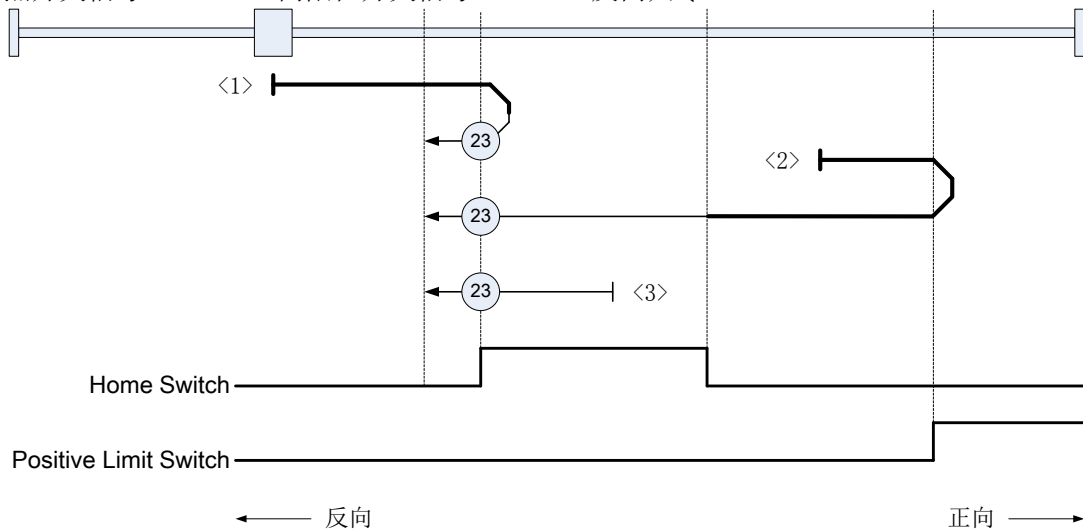 <1>
23
<2>
23
23
<3>
Home Switch
Positive Limit Switch
反向
正向